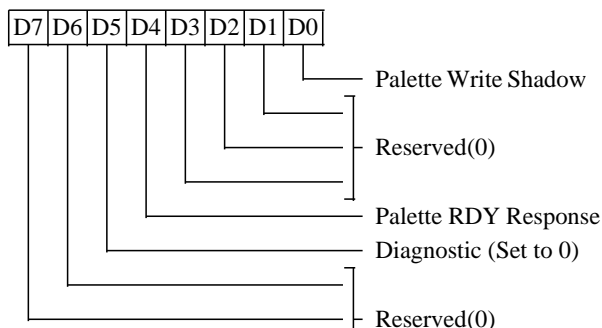 D7 D6 D5 D4 D3 D2 D1 D0
Palette Write Shadow
Reserved(0)
Palette RDY Response
Diagnostic (Set to 0)
Reserved(0)